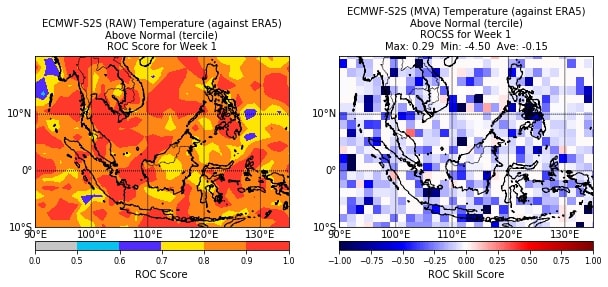 ECMWF-S2S (RAW) Temperature (against ERA5)
Above Normal (tercile)
ROC Score for Week 1
10°N
0°
10°S
90°E 100°E 110°E 120°E 130°E
0.0 0.5 0.6 0.7 0.8 0.9 1.0
ROC Score
ECMWF-S2S (MVA) Temperature (against ERA5)
Above Normal (tercile)
ROCSS for Week 1
Max: 0.29 Min: -4.50 Ave: -0.15
10°N
0°
10°S
90°E 100°E 110°E 120°E 130°E
−1.00 −0.75 −0.50 −0.25 0.00 0.25 0.50 0.75 1.00
ROC Skill Score